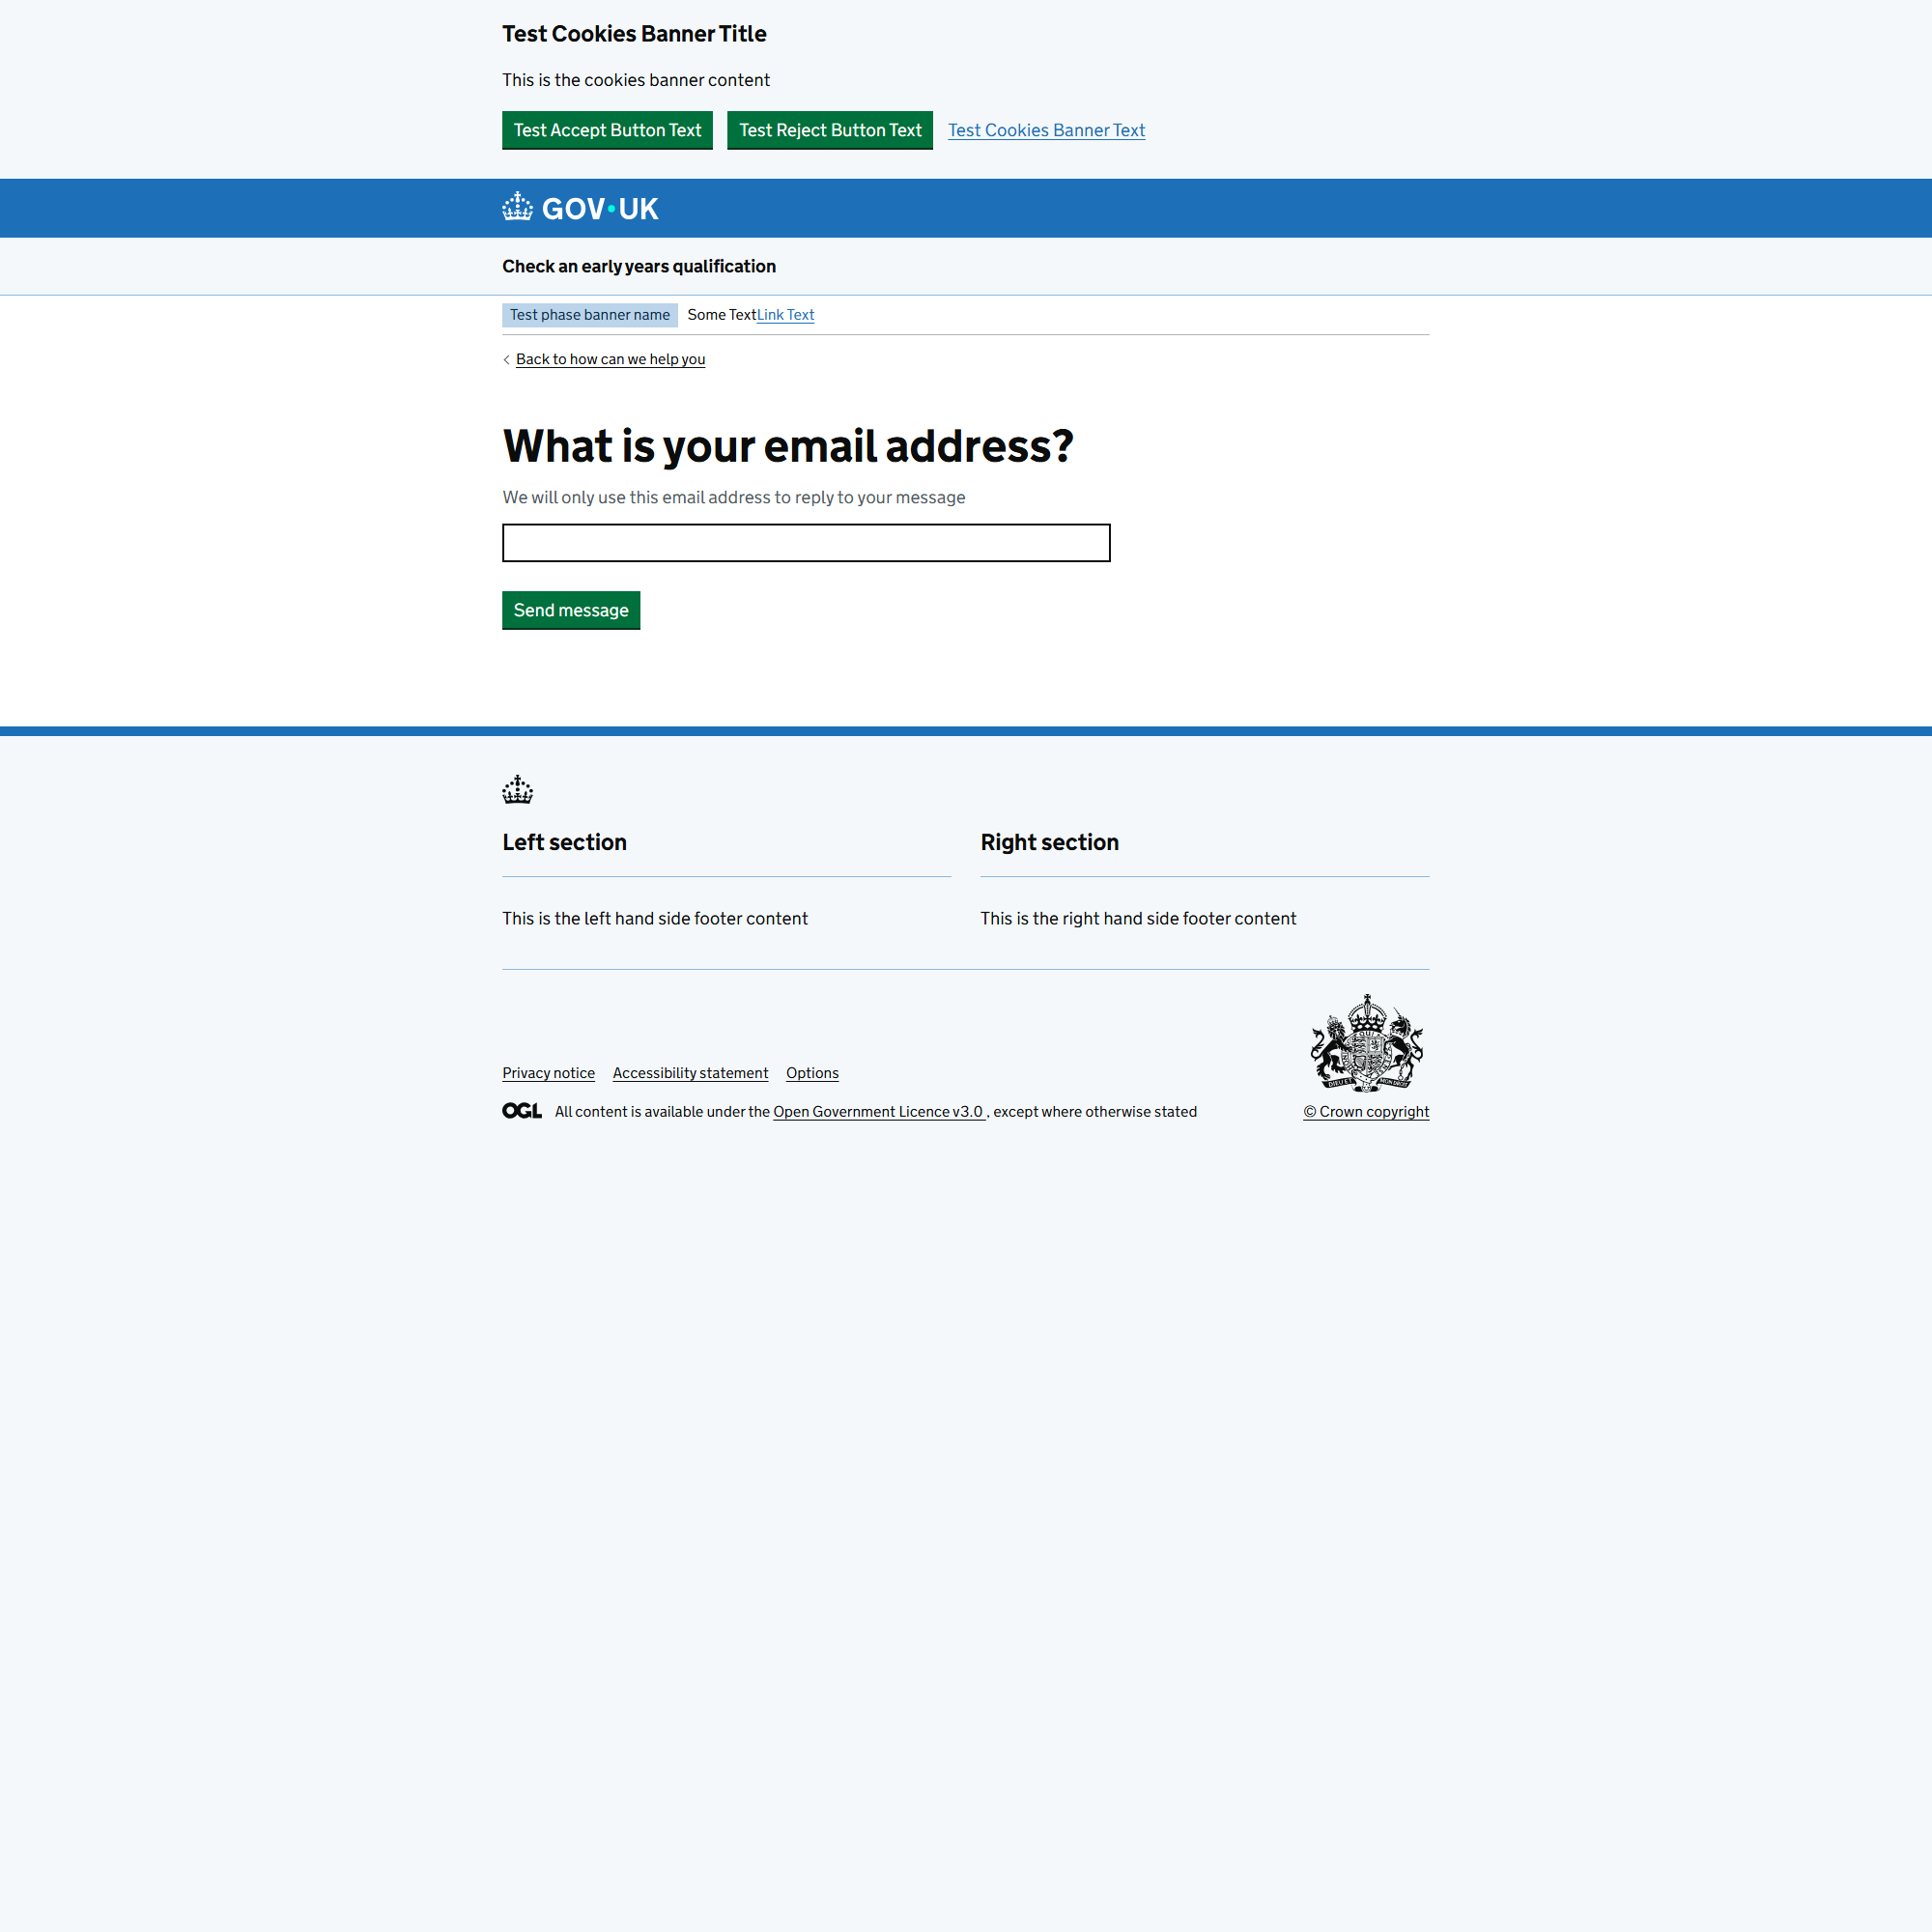 Test Cookies Banner Title
This is the cookies banner content
Test Accept Button Text Test Reject Button Text Test Cookies Banner Text
GOV·UK
Check an early years qualification
Test phase banner name Some TextLink Text
Back to how can we help you
What is your email address?
We will only use this email address to reply to your message
Send message
Left section
Right section
This is the left hand side footer content
This is the right hand side footer content
Privacy notice Accessibility statement Options
OGL All content is available under the Open Government Licence v3.0 , except where otherwise stated
© Crown copyright